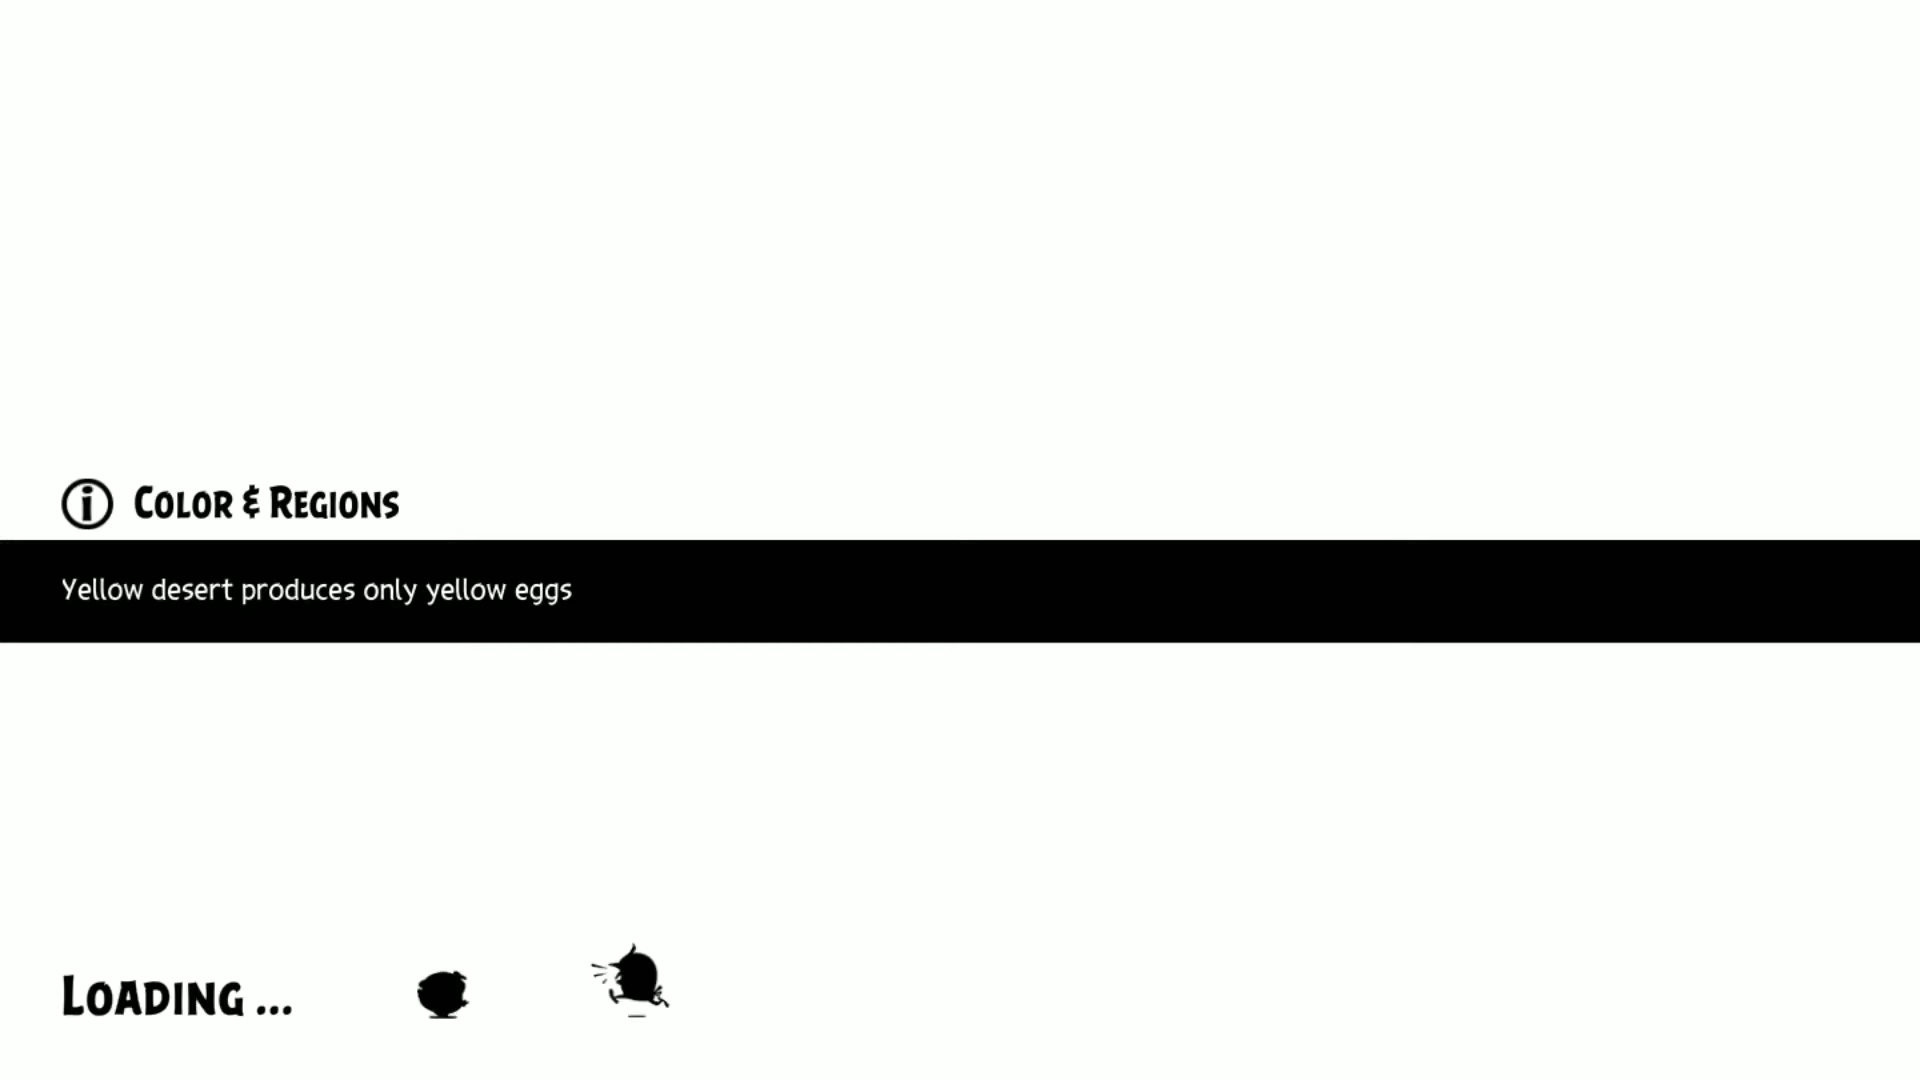 Color & Regions
Yellow desert produces only yellow eggs
Loading ...